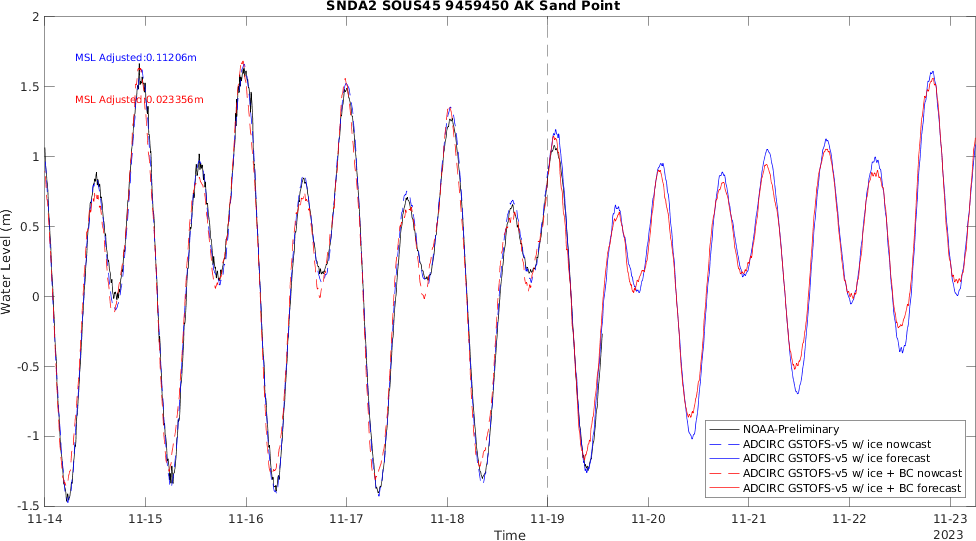 SNDA2 SOUS45 9459450 AK Sand Point
MSL Adjusted:0.11206m
MSL Adjusted:0.023356m
Water Level (m)
2
1.5
1
0.5
0
-0.5
-1
-1.5
11-14 11-15 11-16 11-17 11-18 11-19 11-20 11-21 11-22 11-23
2023
Time
NOAA-Preliminary
ADCIRC GSTOFS-v5 w/ ice nowcast
ADCIRC GSTOFS-v5 w/ ice forecast
ADCIRC GSTOFS-v5 w/ ice + BC nowcast
ADCIRC GSTOFS-v5 w/ ice + BC forecast